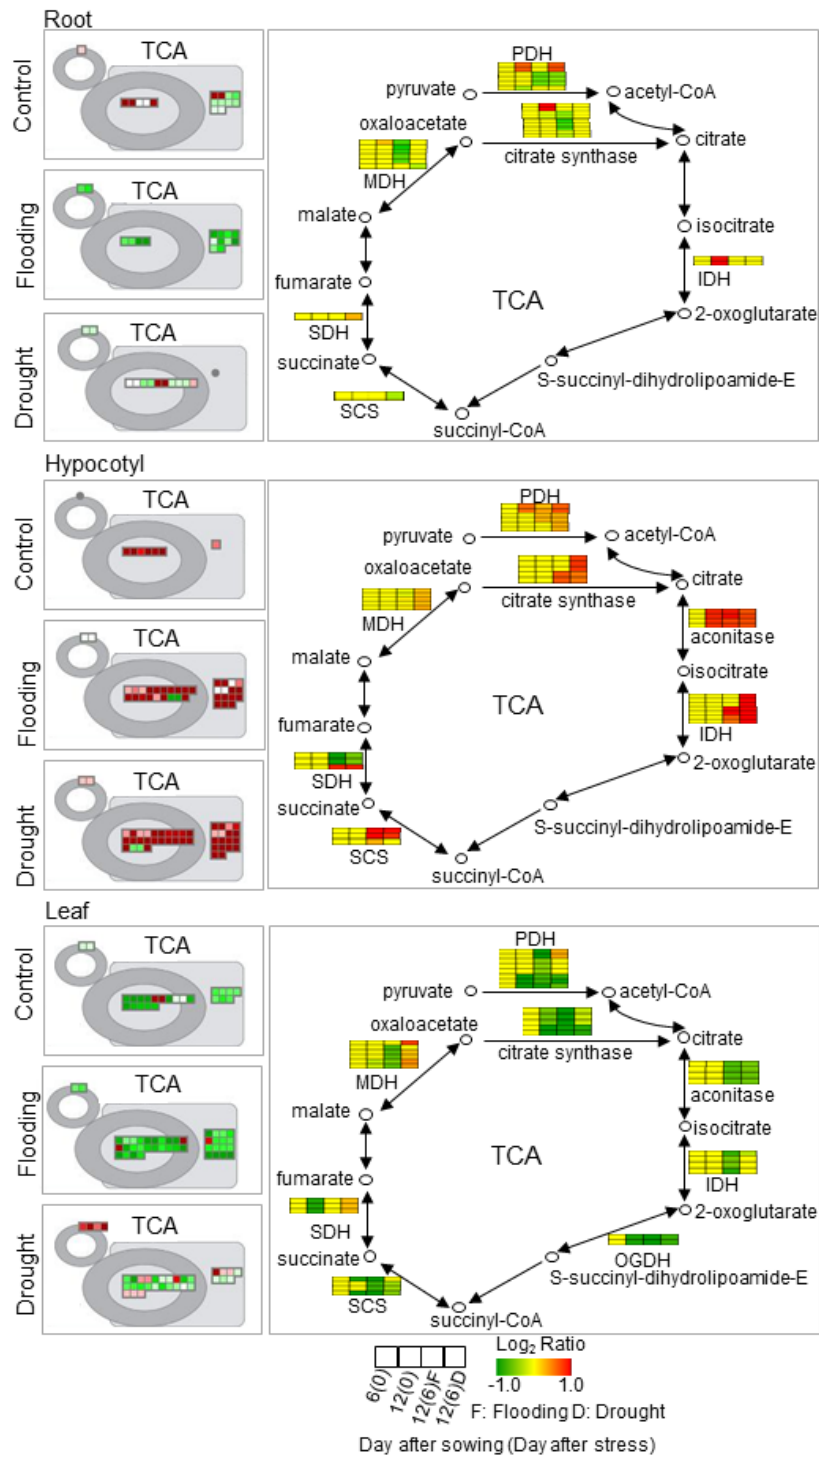 Root
Control
TCA
Flooding
TCA
Drought
TCA
PDH
pyruvate
acetyl-CoA
oxaloacetate
citrate synthase
citrate
MDH
malate
isocitrate
IDH
fumarate
TCA
2-oxoglutarate
SDH
succinate
S-succinyl-dihydrolipoamide-E
SCS
succinyl-CoA
Hypocotyl
Control
TCA
Flooding
TCA
Drought
TCA
PDH
pyruvate
acetyl-CoA
oxaloacetate
citrate synthase
citrate
MDH
aconitase
malate
isocitrate
fumarate
TCA
IDH
2-oxoglutarate
SDH
succinate
S-succinyl-dihydrolipoamide-E
SCS
succinyl-CoA
Leaf
Control
TCA
Flooding
TCA
Drought
TCA
PDH
pyruvate
acetyl-CoA
oxaloacetate
citrate synthase
citrate
MDH
aconitase
malate
isocitrate
TCA
IDH
fumarate
2-oxoglutarate
SDH
succinate
OGDH
S-succinyl-dihydrolipoamide-E
SCS
succinyl-CoA
6(0)
12(0)
12(6)F
12(6)D
Log₂ Ratio
-1.0 1.0
F: Flooding D: Drought
Day after sowing (Day after stress)